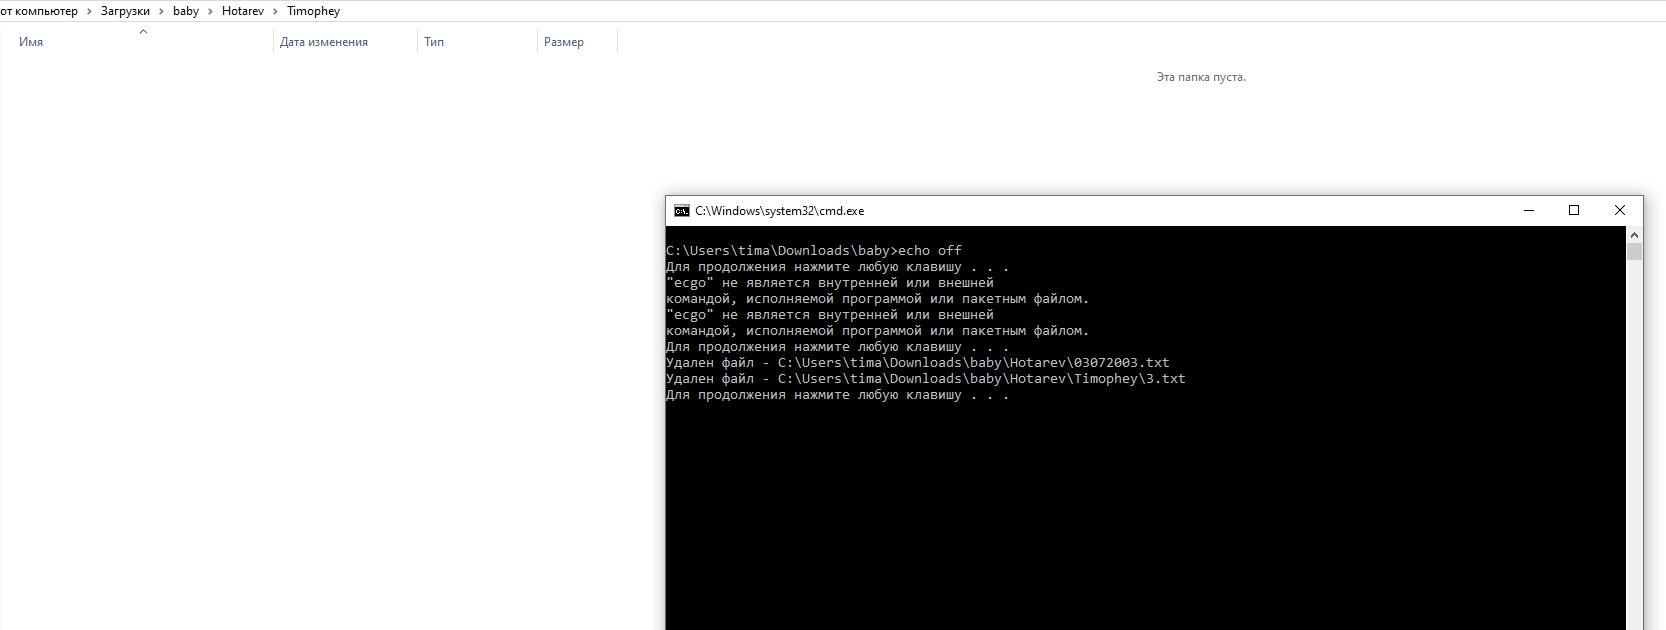 от компьютер › Загрузки › baby › Hotarev › Timophey
Имя Дата изменения Тип Размер
Эта папка пуста.
C:\Windows\system32\cmd.exe
C:\Users\tima\Downloads\baby>echo off
Для продолжения нажмите любую клавишу . . .
"ecgo" не является внутренней или внешней
командой, исполняемой программой или пакетным файлом.
"ecgo" не является внутренней или внешней
командой, исполняемой программой или пакетным файлом.
Для продолжения нажмите любую клавишу . . .
Удален файл - C:\Users\tima\Downloads\baby\Hotarev\03072003.txt
Удален файл - C:\Users\tima\Downloads\baby\Hotarev\Timophey\3.txt
Для продолжения нажмите любую клавишу . . .